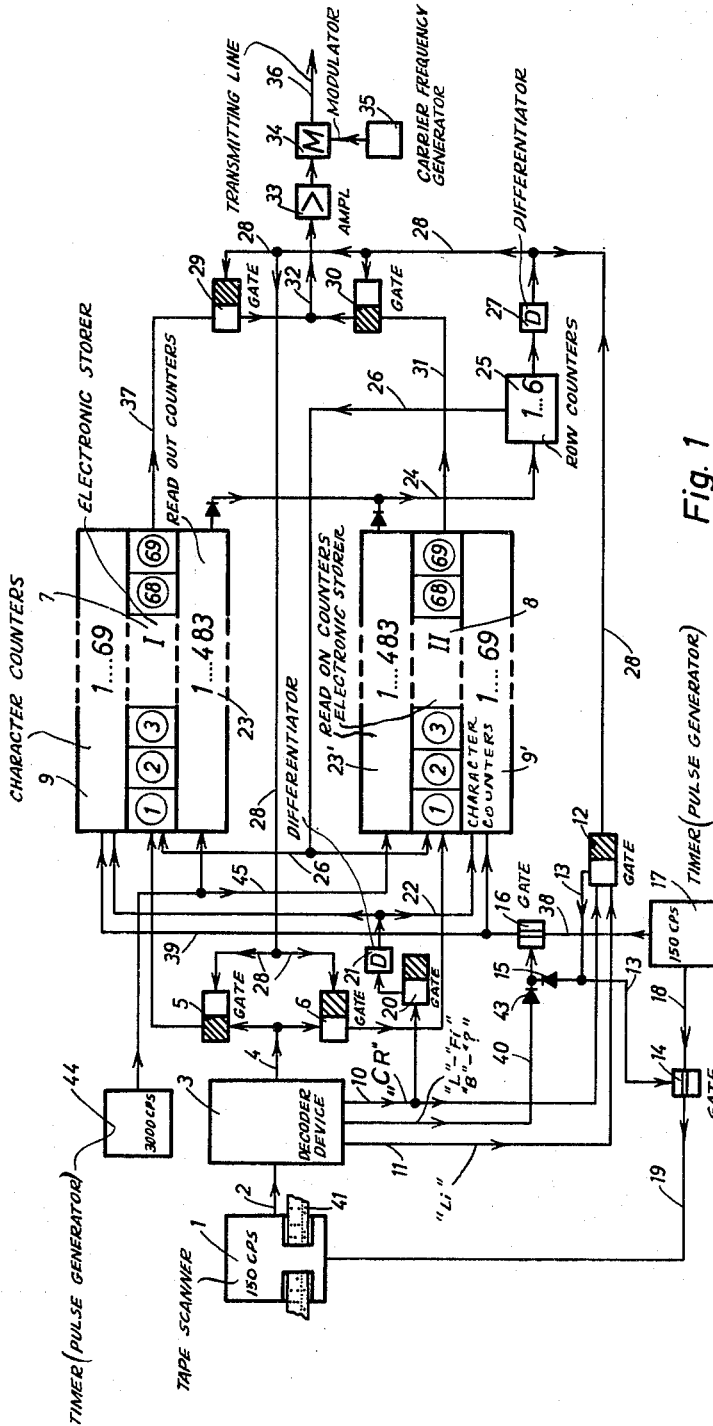 TIMER (PULSE GENERATOR)
44
3000 CPS
TAPE SCANNER
1
150 CPS
41
2
3
DECODER DEVICE
4
5
GATE
6
GATE
28
10
"CR"
"L"-"Fi"
"B"-"?"
11
"Li"
40
43
20
GATE
21
D
DIFFERENTIATOR
22
45
26
39
28
CHARACTER COUNTERS
9
1....69
7
ELECTRONIC STORER
1 2 3 I 68 69
READ OUT COUNTERS
1....483
23
37
23'
1....483
READ ON COUNTERS
ELECTRONIC STORER
1 2 3 II 68 69
8
CHARACTER COUNTERS
1....69
9'
31
24
26
29
GATE
28
32
30
GATE
28
33
AMPL
34
M
MODULATOR
36
TRANSMITTING LINE
35
CARRIER FREQUENCY GENERATOR
25
1...6
ROW COUNTERS
27
D
DIFFERENTIATOR
28
12
GATE
13
15
16
GATE
38
13
14
GATE
17
150 CPS
TIMER (PULSE GENERATOR)
18
19
Fig. 1